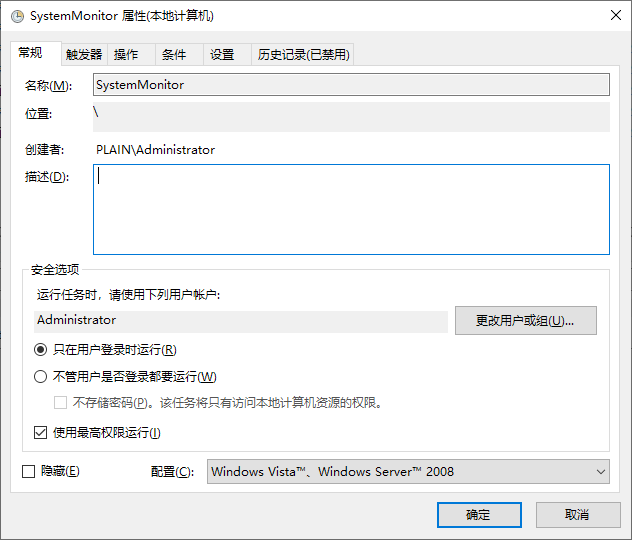 SystemMonitor 属性(本地计算机)
常规 触发器 操作 条件 设置 历史记录(已禁用)
名称(M): SystemMonitor
位置: \
创建者: PLAIN\Administrator
描述(D):
安全选项
运行任务时，请使用下列用户帐户:
Administrator 更改用户或组(U)...
只在用户登录时运行(R)
不管用户是否登录都要运行(W)
不存储密码(P)。该任务将只有访问本地计算机资源的权限。
使用最高权限运行(I)
隐藏(E) 配置(C): Windows Vista™、Windows Server™ 2008
确定 取消